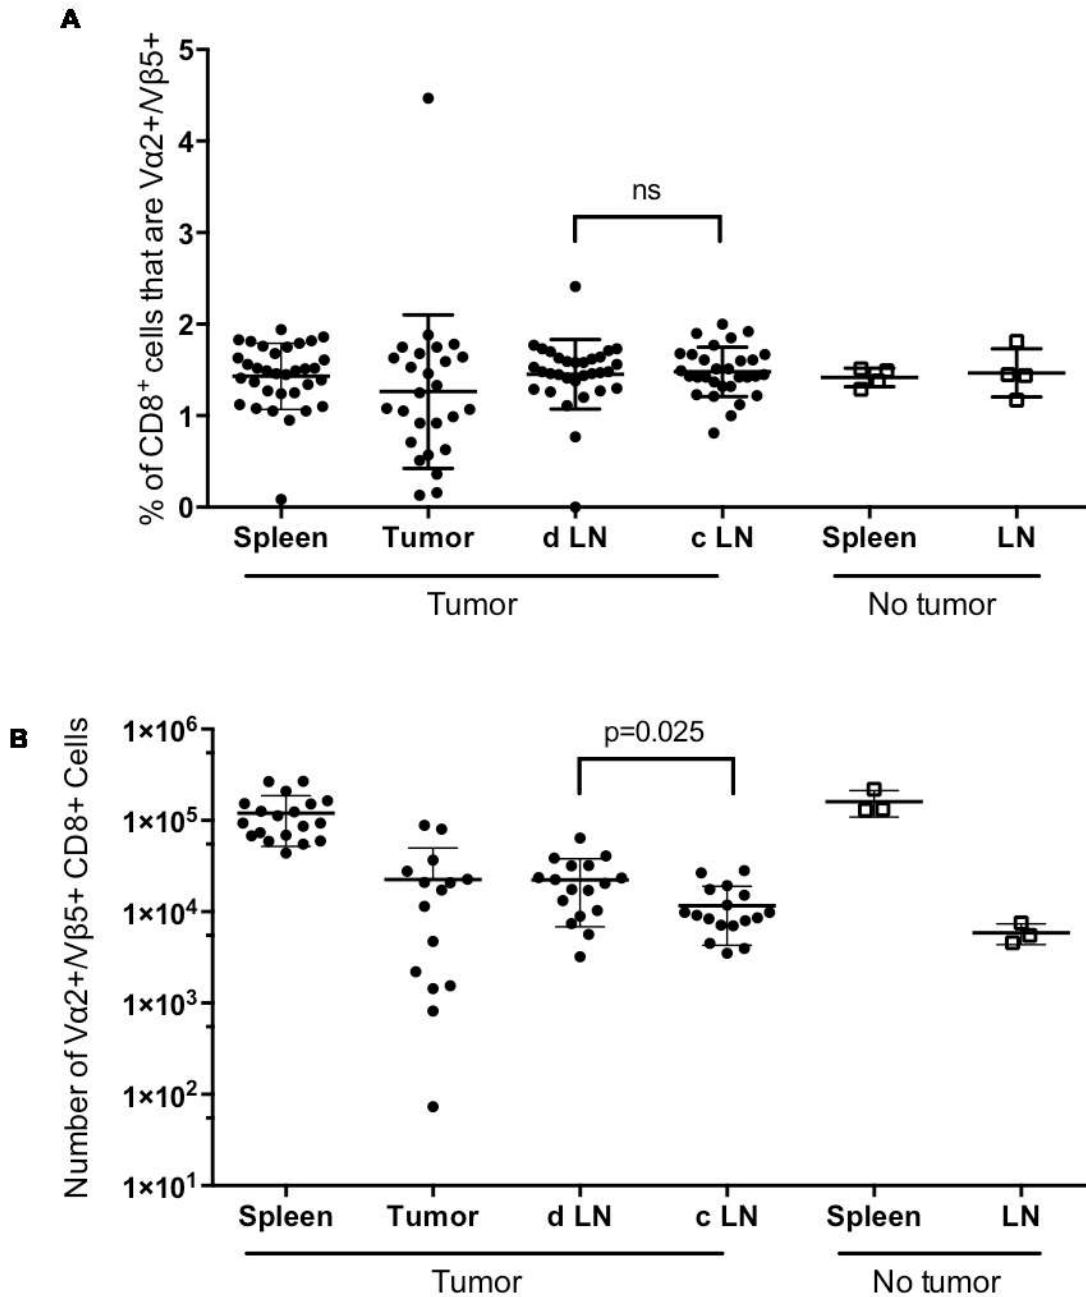 A
% of CD8⁺ cells that are Vα2+/Vβ5+
5
4
3
2
1
0
ns
Spleen Tumor d LN c LN Spleen LN
Tumor No tumor
B
Number of Vα2+/Vβ5+ CD8+ Cells
1×10⁶
1×10⁵
1×10⁴
1×10³
1×10²
1×10¹
p=0.025
Spleen Tumor d LN c LN Spleen LN
Tumor No tumor